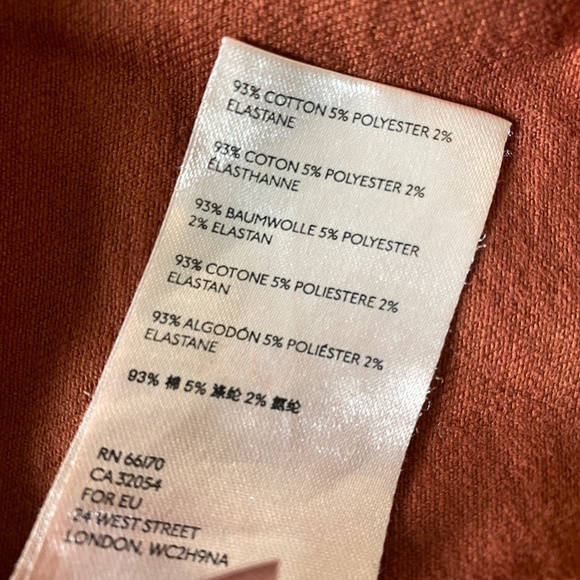 93% COTTON 5% POLYESTER 2%
ELASTANE
93% COTON 5% POLYESTER 2%
ÉLASTHANNE
93% BAUMWOLLE 5% POLYESTER
2% ELASTAN
93% COTONE 5% POLIESTERE 2%
ELASTAN
93% ALGODÓN 5% POLIÉSTER 2%
ELASTANE
93% 棉 5% 涤纶 2% 氨纶
RN 66170
CA 32054
FOR EU
24 WEST STREET
LONDON, WC2H9NA